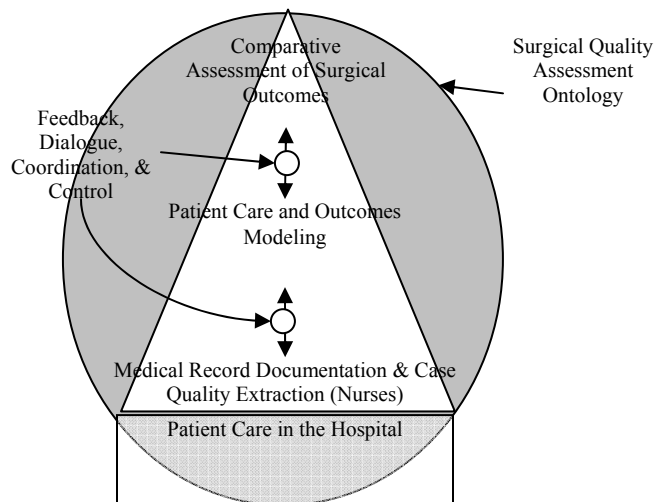 Comparative
Assessment of Surgical
Outcomes
Surgical Quality
Assessment
Ontology
Feedback,
Dialogue,
Coordination, &
Control
Patient Care and Outcomes
Modeling
Medical Record Documentation & Case
Quality Extraction (Nurses)
Patient Care in the Hospital